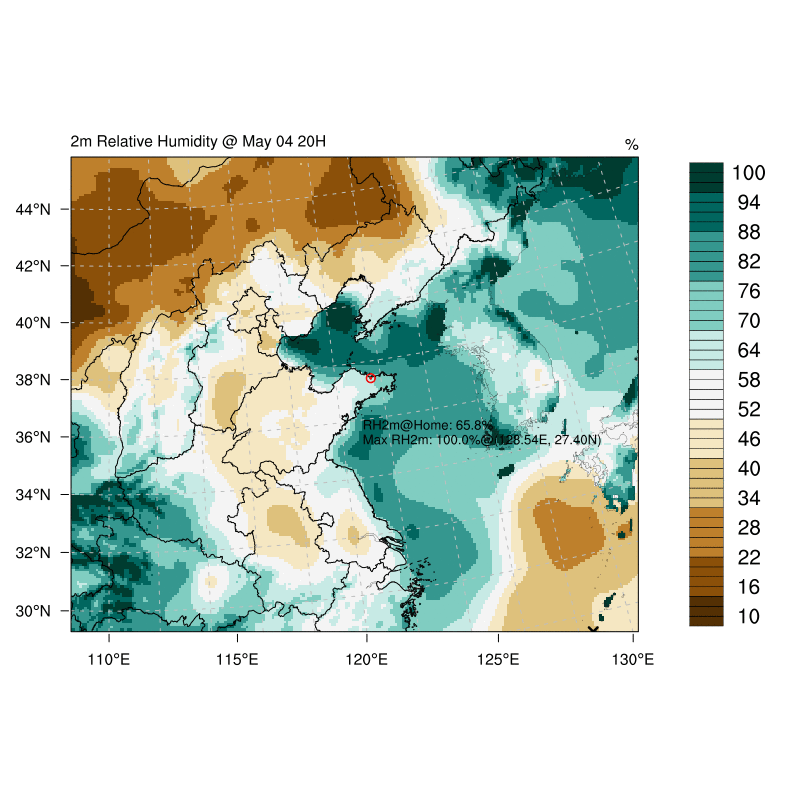 2m Relative Humidity @ May 04 20H
%
100
94
88
82
76
70
64
58
52
46
40
34
28
22
16
10
44°N
42°N
40°N
38°N
36°N
34°N
32°N
30°N
RH2m@Home: 65.8%
Max RH2m: 100.0%@(128.54E, 27.40N)
110°E
115°E
120°E
125°E
130°E